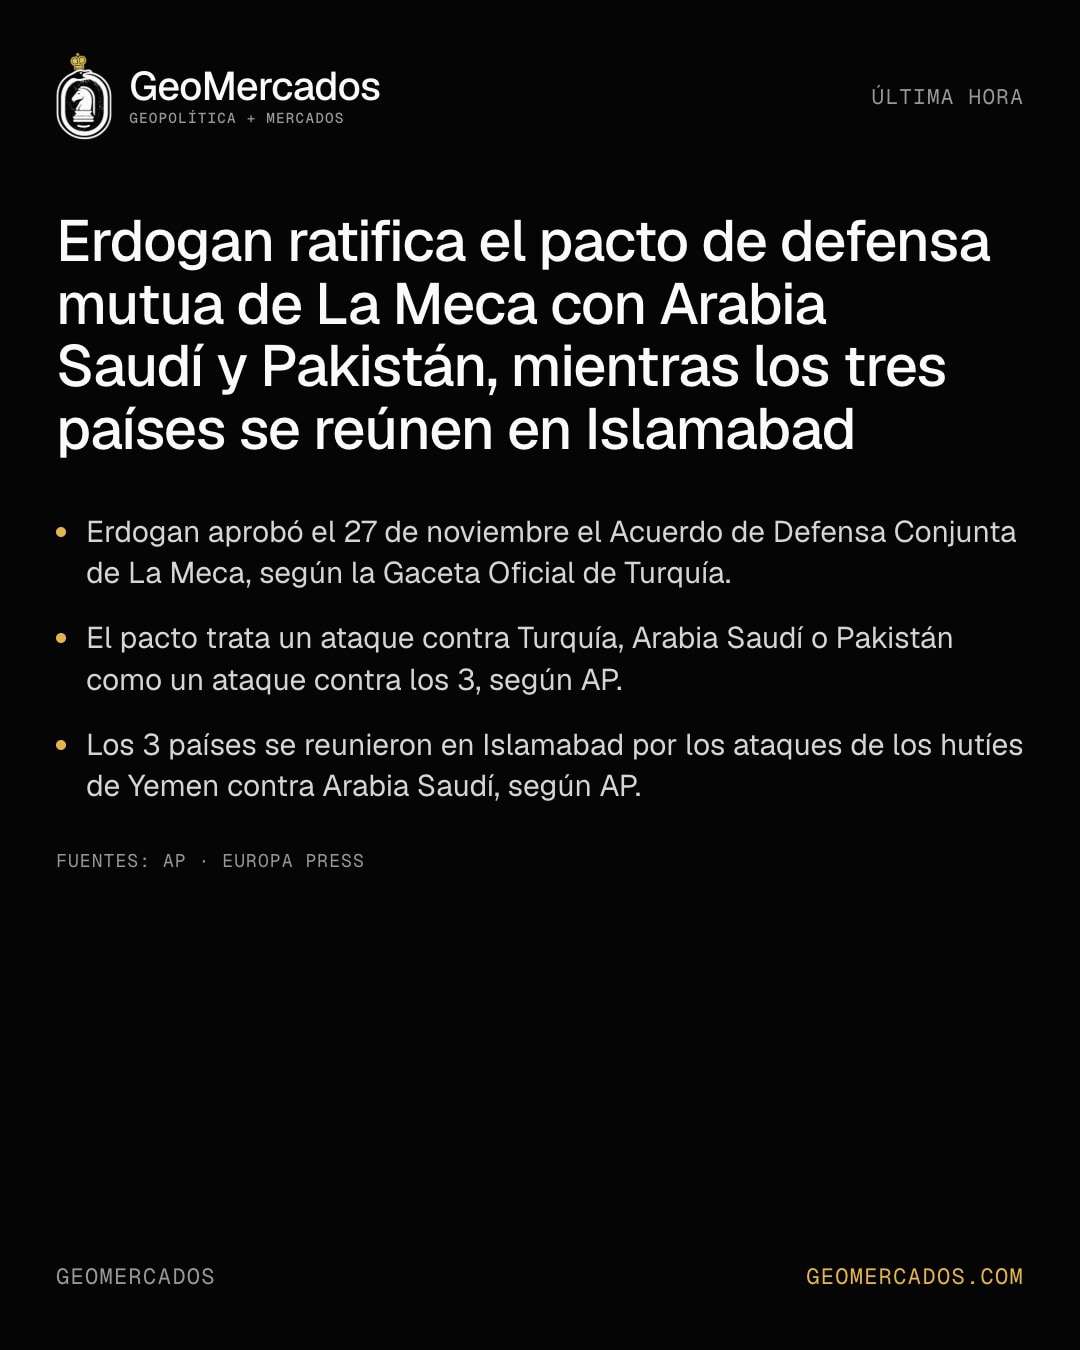 GeoMercados
GEOPOLÍTICA + MERCADOS
ÚLTIMA HORA
Erdogan ratifica el pacto de defensa
mutua de La Meca con Arabia
Saudí y Pakistán, mientras los tres
países se reúnen en Islamabad
• Erdogan aprobó el 27 de noviembre el Acuerdo de Defensa Conjunta
de La Meca, según la Gaceta Oficial de Turquía.
• El pacto trata un ataque contra Turquía, Arabia Saudí o Pakistán
como un ataque contra los 3, según AP.
• Los 3 países se reunieron en Islamabad por los ataques de los hutíes
de Yemen contra Arabia Saudí, según AP.
FUENTES: AP · EUROPA PRESS
GEOMERCADOS
GEOMERCADOS.COM